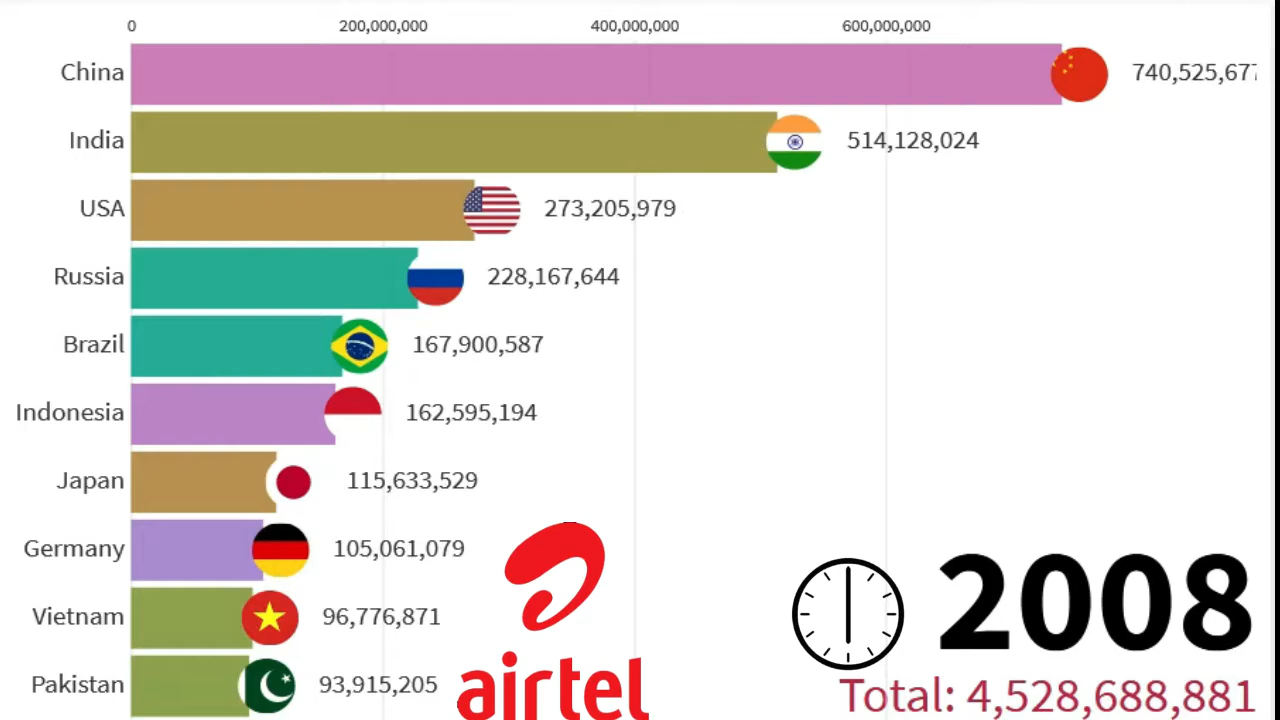 0 200,000,000 400,000,000 600,000,000
China 740,525,677
India 514,128,024
USA 273,205,979
Russia 228,167,644
Brazil 167,900,587
Indonesia 162,595,194
Japan 115,633,529
Germany 105,061,079
Vietnam 96,776,871
Pakistan 93,915,205
airtel
2008
Total: 4,528,688,881